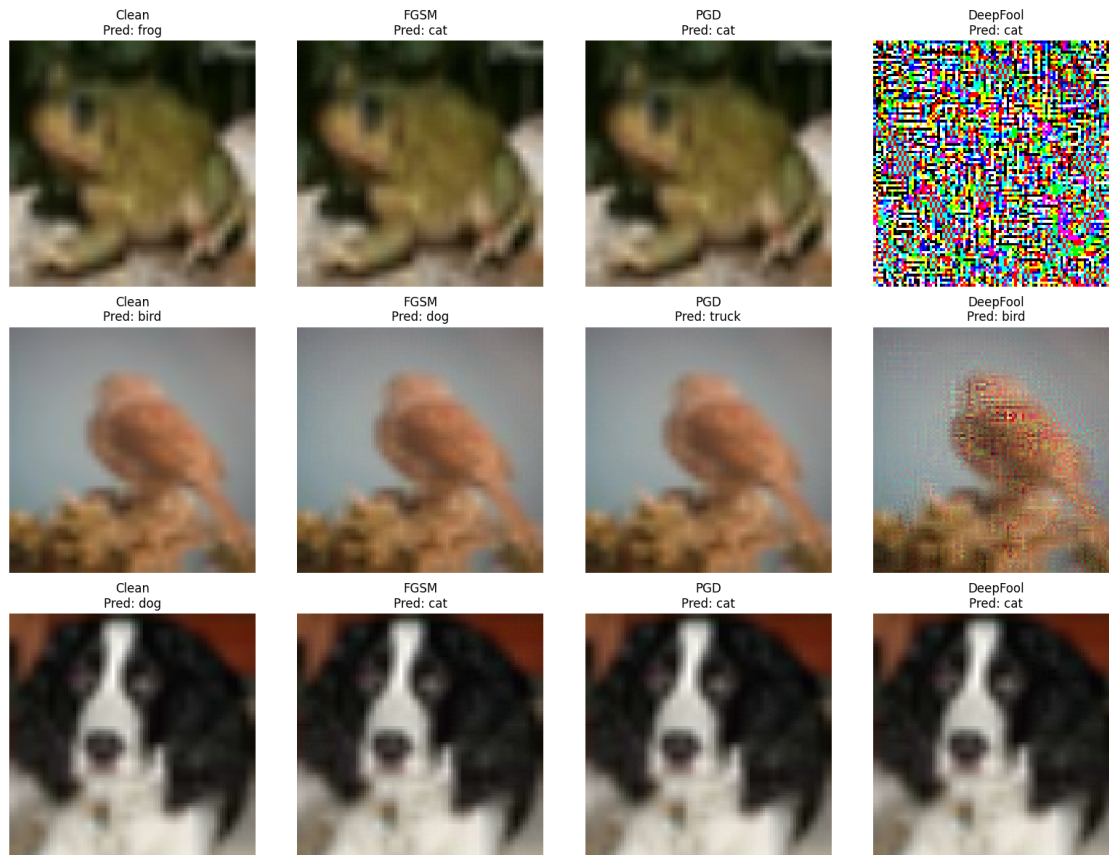 Clean
Pred: frog
FGSM
Pred: cat
PGD
Pred: cat
DeepFool
Pred: cat
Clean
Pred: bird
FGSM
Pred: dog
PGD
Pred: truck
DeepFool
Pred: bird
Clean
Pred: dog
FGSM
Pred: cat
PGD
Pred: cat
DeepFool
Pred: cat